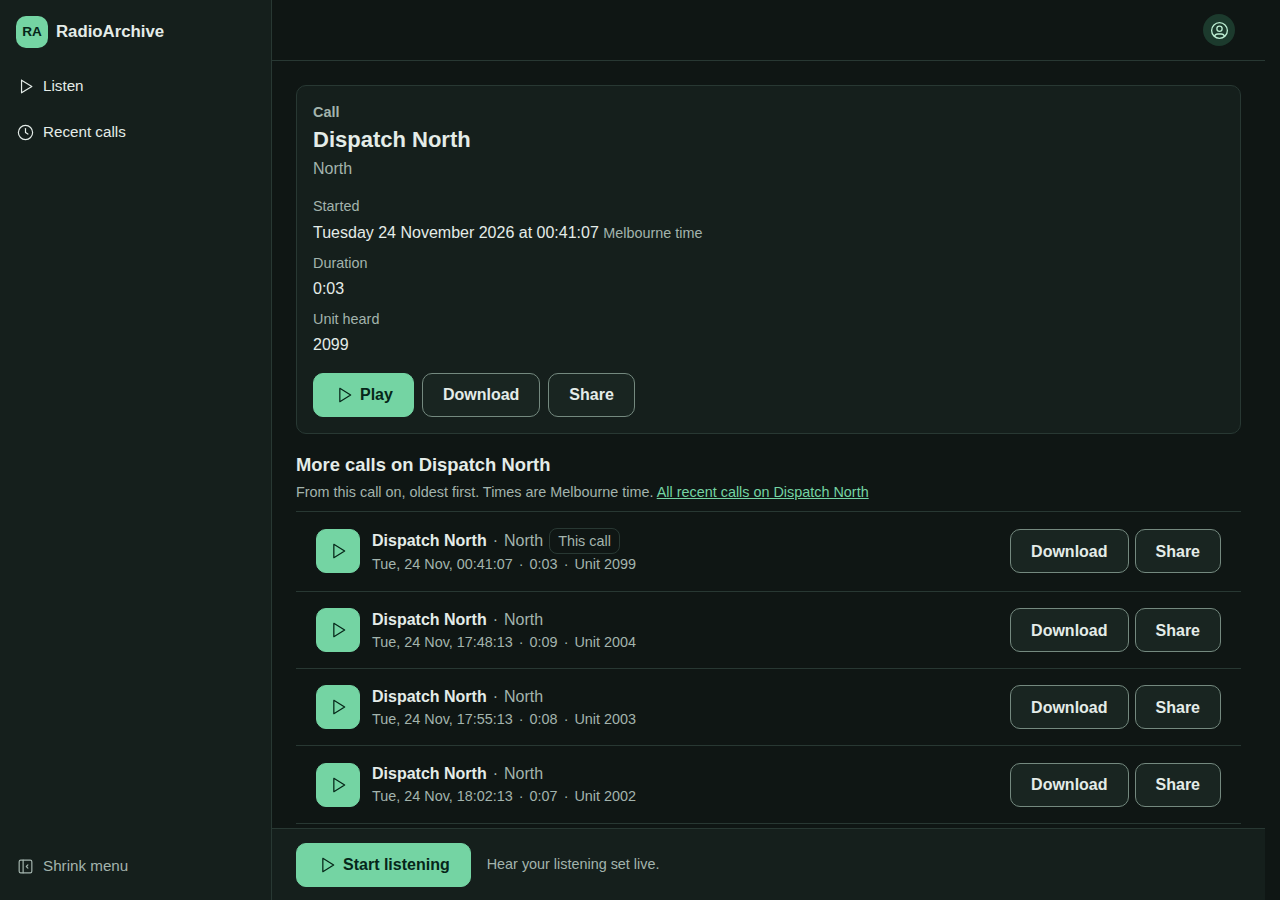 RA RadioArchive
Listen
Recent calls
Shrink menu
Call
Dispatch North
North
Started
Tuesday 24 November 2026 at 00:41:07 Melbourne time
Duration
0:03
Unit heard
2099
Play Download Share
More calls on Dispatch North
From this call on, oldest first. Times are Melbourne time. All recent calls on Dispatch North
Dispatch North · North This call
Tue, 24 Nov, 00:41:07 · 0:03 · Unit 2099
Download Share
Dispatch North · North
Tue, 24 Nov, 17:48:13 · 0:09 · Unit 2004
Download Share
Dispatch North · North
Tue, 24 Nov, 17:55:13 · 0:08 · Unit 2003
Download Share
Dispatch North · North
Tue, 24 Nov, 18:02:13 · 0:07 · Unit 2002
Download Share
Start listening Hear your listening set live.